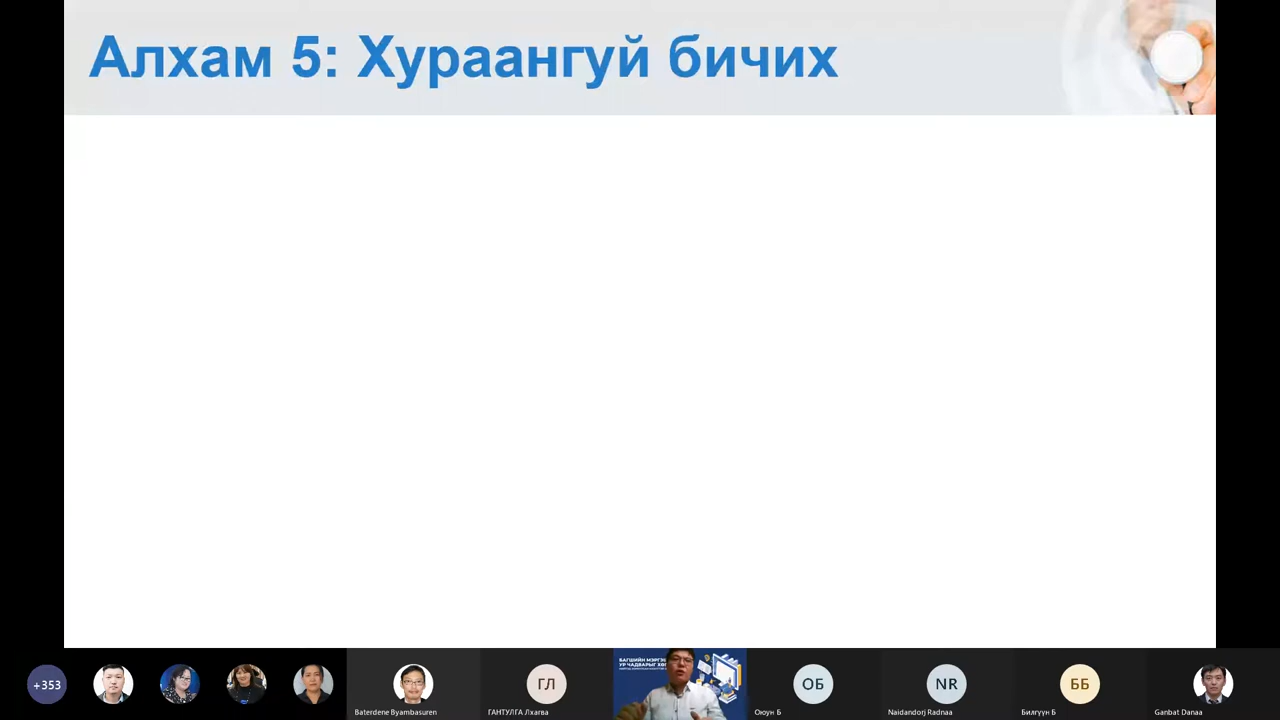 Алхам 5: Хураангуй бичих
+353
Baterdene Byambasuren
ГЛ
ГАНТУЛГА Лхагва
ОБ
Оюун Б
NR
Naidandorj Radnaa
ББ
Билгүүн Б
Ganbat Danaa